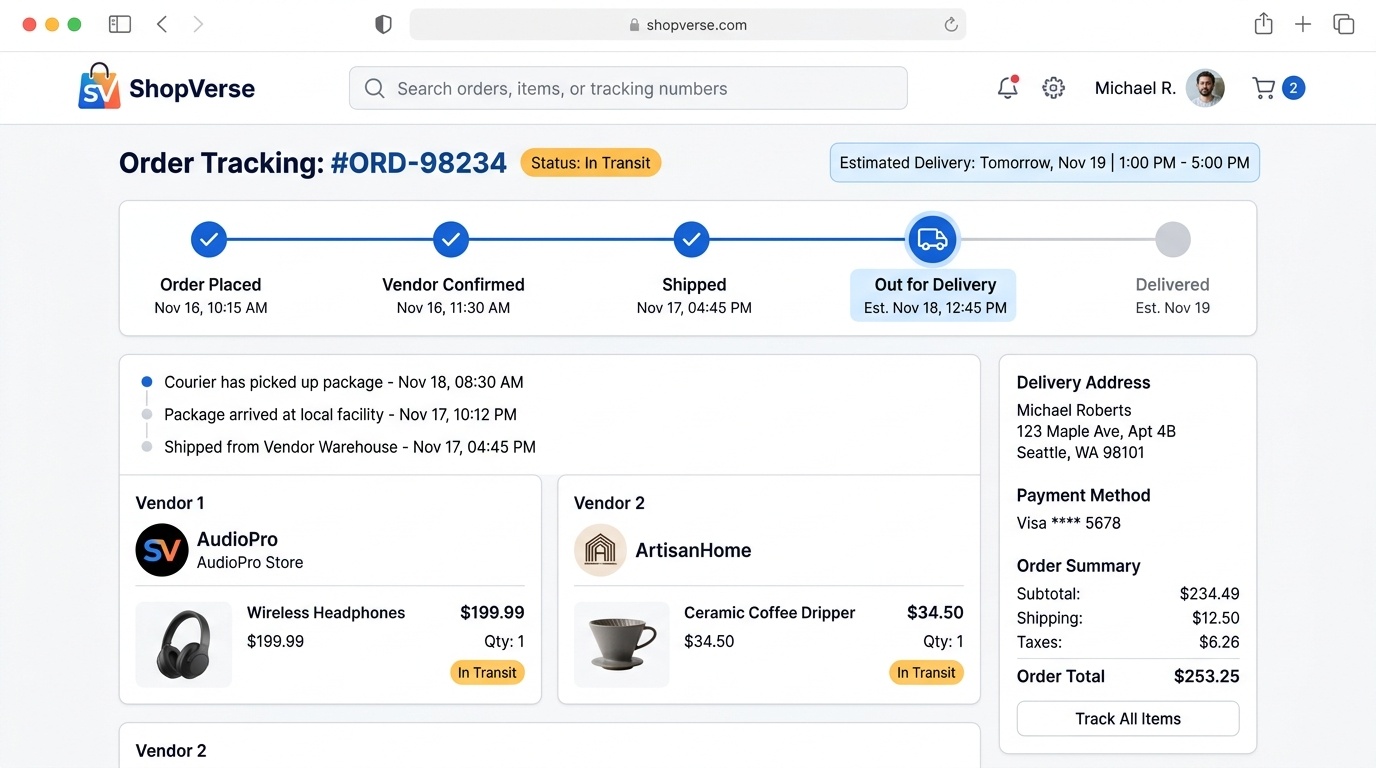 shopverse.com
SV ShopVerse
Search orders, items, or tracking numbers
Michael R.
2
Order Tracking: #ORD-98234
Status: In Transit
Estimated Delivery: Tomorrow, Nov 19 | 1:00 PM - 5:00 PM
Order Placed
Nov 16, 10:15 AM
Vendor Confirmed
Nov 16, 11:30 AM
Shipped
Nov 17, 04:45 PM
Out for Delivery
Est. Nov 18, 12:45 PM
Delivered
Est. Nov 19
Courier has picked up package - Nov 18, 08:30 AM
Package arrived at local facility - Nov 17, 10:12 PM
Shipped from Vendor Warehouse - Nov 17, 04:45 PM
Vendor 1
SV
AudioPro
AudioPro Store
Wireless Headphones
$199.99
$199.99
Qty: 1
In Transit
Vendor 2
ArtisanHome
Ceramic Coffee Dripper
$34.50
$34.50
Qty: 1
In Transit
Vendor 2
Delivery Address
Michael Roberts
123 Maple Ave, Apt 4B
Seattle, WA 98101
Payment Method
Visa **** 5678
Order Summary
Subtotal: $234.49
Shipping: $12.50
Taxes: $6.26
Order Total $253.25
Track All Items